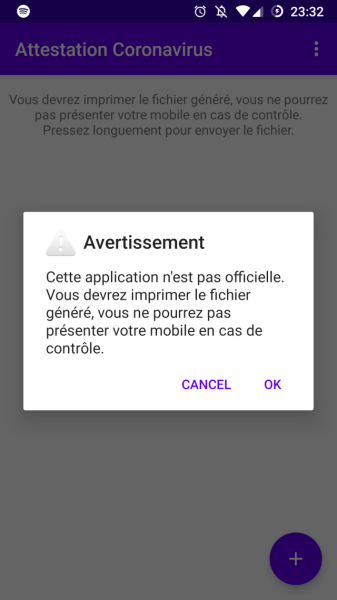 23:32
Attestation Coronavirus
Vous devrez imprimer le fichier généré, vous ne pourrez
pas présenter votre mobile en cas de contrôle.
Pressez longuement pour envoyer le fichier.
Avertissement
Cette application n'est pas officielle.
Vous devrez imprimer le fichier
généré, vous ne pourrez pas
présenter votre mobile en cas de
contrôle.
CANCEL OK